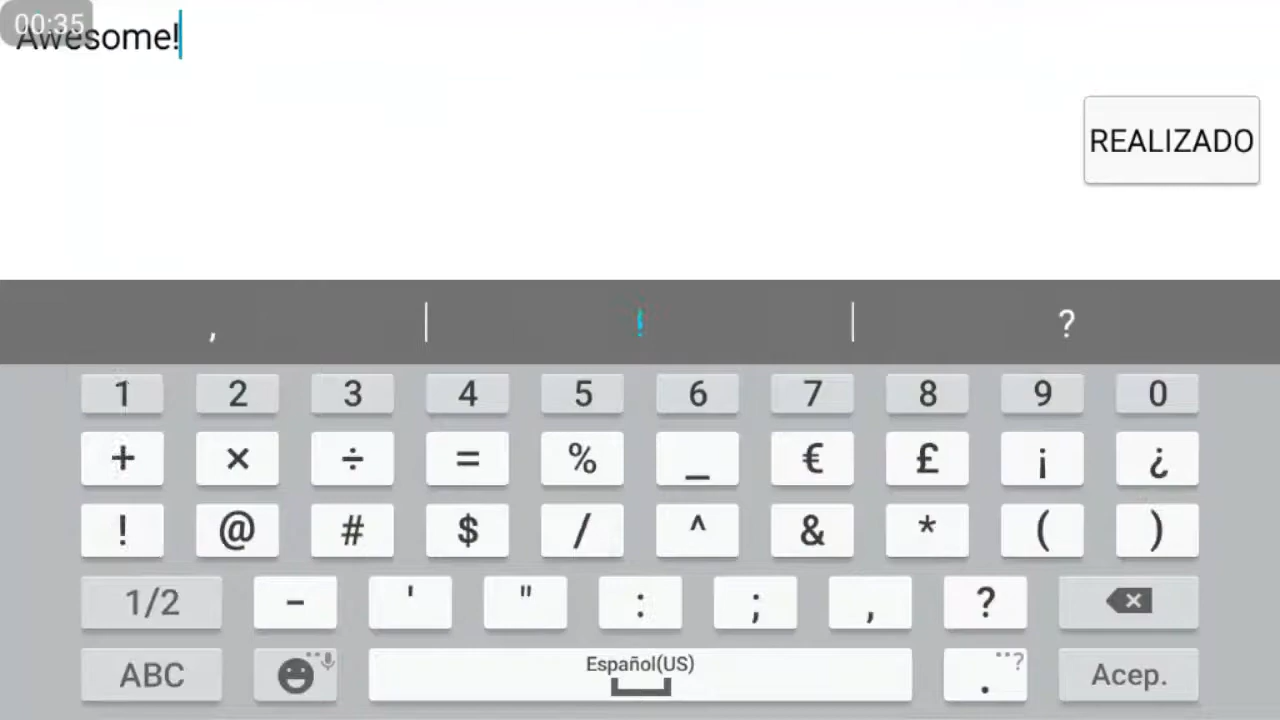 00:35
Awesome!
REALIZADO
, ! ?
1 2 3 4 5 6 7 8 9 0
+ × ÷ = % _ € £ ¡ ¿
! @ # $ / ^ & * ( )
1/2 - ' " : ; , ?
ABC Español(US) . ··? Acep.